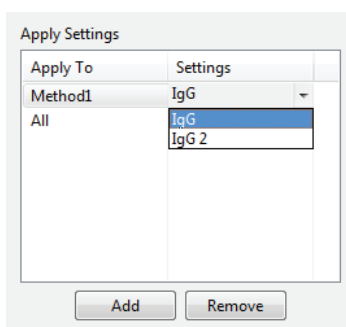 Apply Settings
Apply To Settings
Method1 IgG
All IgG
IgG 2
Add Remove